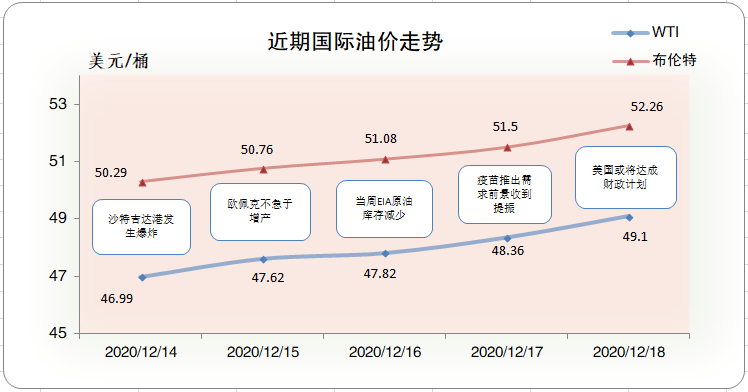 近期国际油价走势
WTI
布伦特
美元/桶
53
51
49
47
45
50.29
50.76
51.08
51.5
52.26
沙特吉达港发
生爆炸
欧佩克不急于
增产
当周EIA原油
库存减少
疫苗推出需
求前景收到
提振
美国或将达成
财政计划
46.99
47.62
47.82
48.36
49.1
2020/12/14
2020/12/15
2020/12/16
2020/12/17
2020/12/18